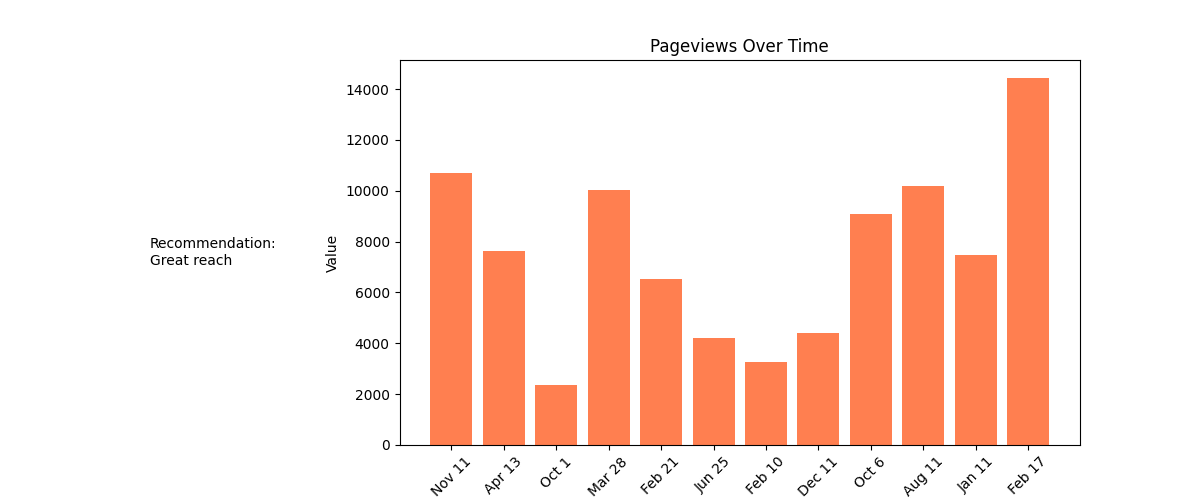 Pageviews Over Time
Recommendation:
Great reach
Value
14000
12000
10000
8000
6000
4000
2000
0
Nov 11
Apr 13
Oct 1
Mar 28
Feb 21
Jun 25
Feb 10
Dec 11
Oct 6
Aug 11
Jan 11
Feb 17